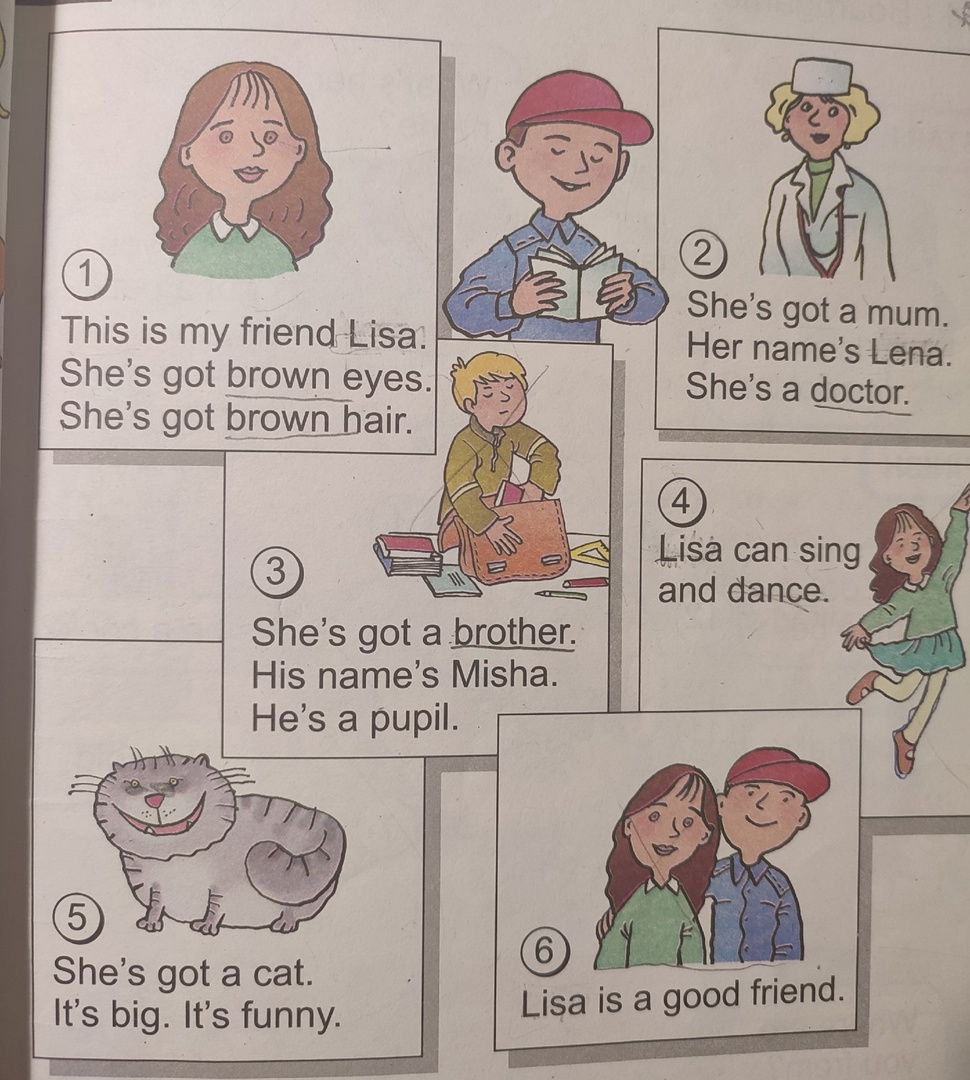 1
This is my friend Lisa.
She's got brown eyes.
She's got brown hair.
2
She's got a mum.
Her name's Lena.
She's a doctor.
3
She's got a brother.
His name's Misha.
He's a pupil.
4
Lisa can sing
and dance.
5
She's got a cat.
It's big. It's funny.
6
Lisa is a good friend.